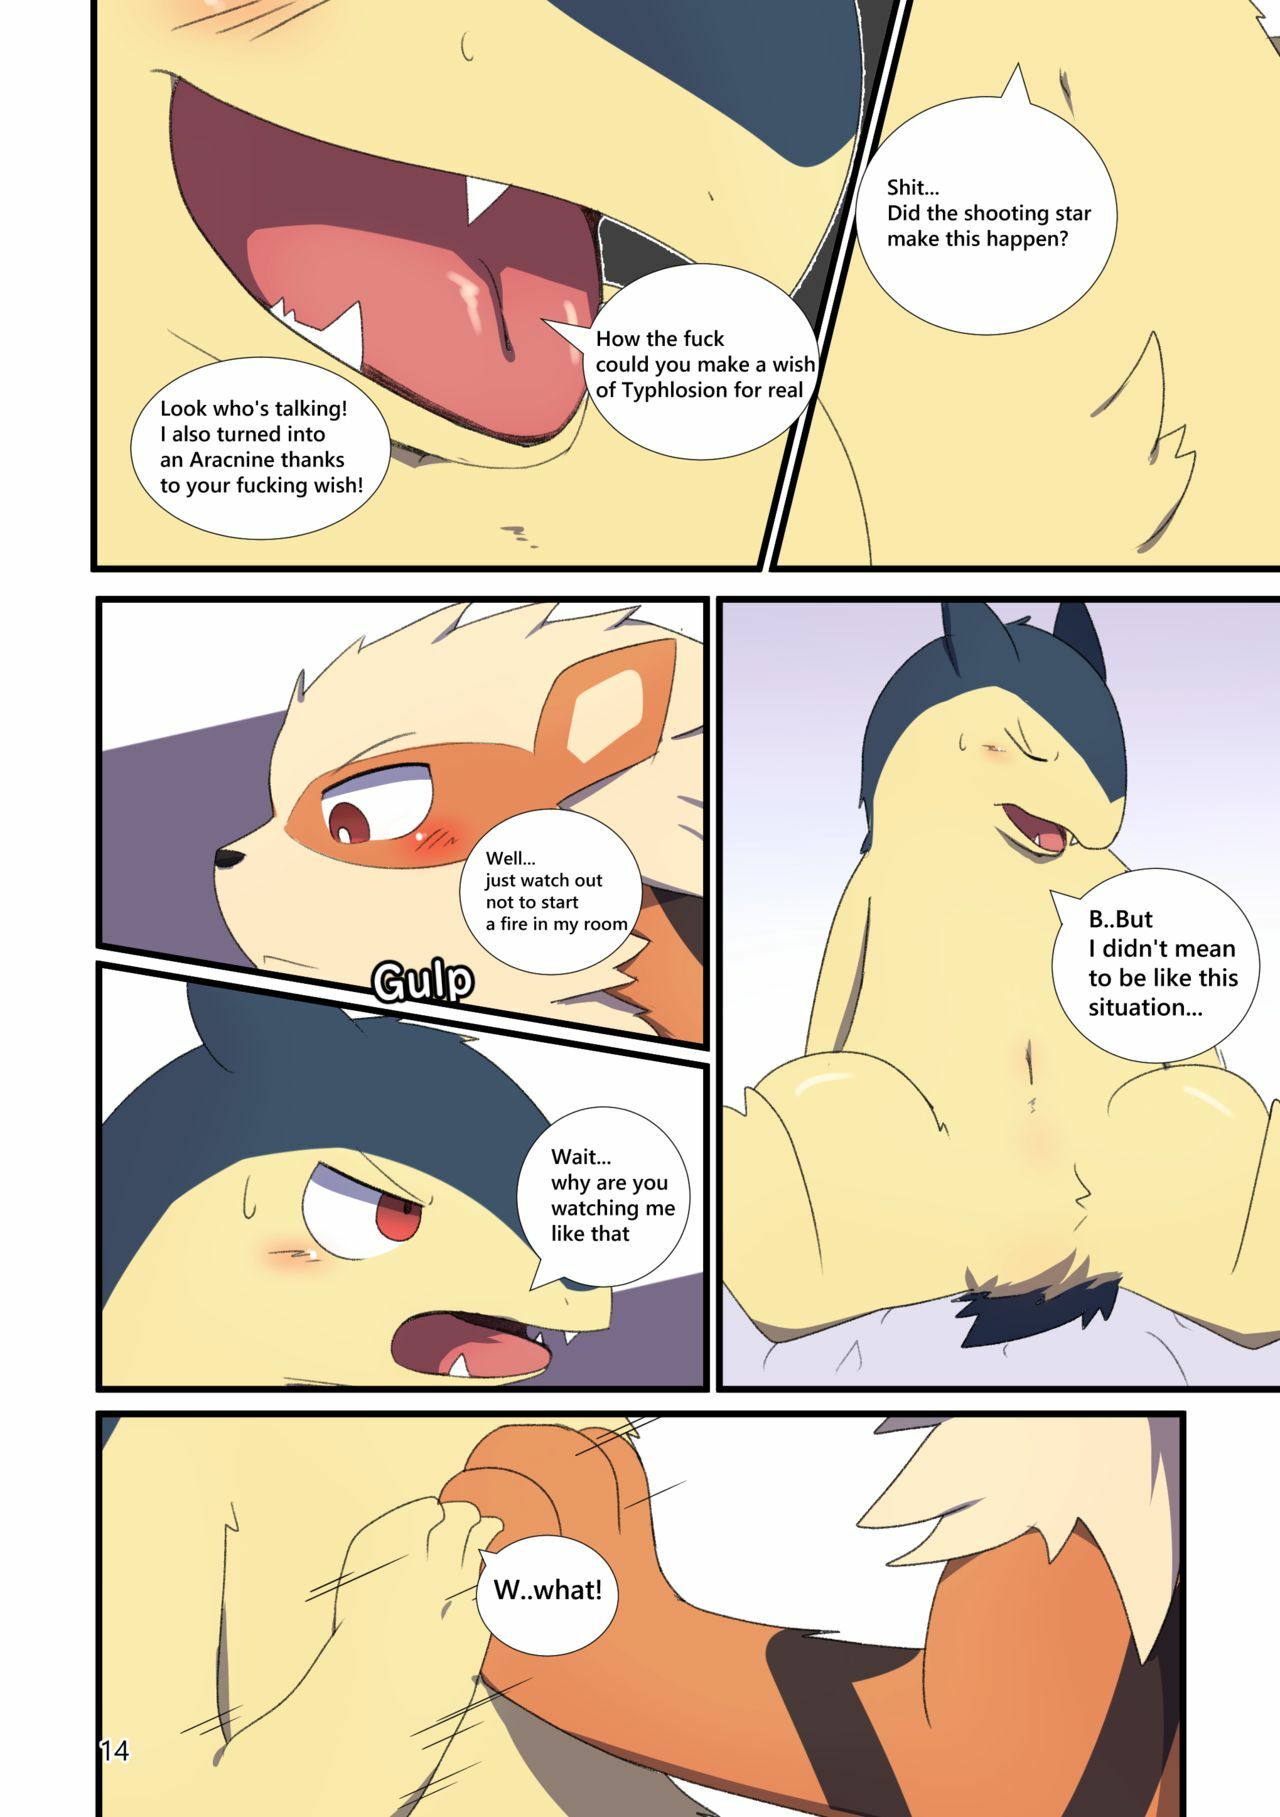 Shit...
Did the shooting star
make this happen?
How the fuck
could you make a wish
of Typhlosion for real
Look who's talking!
I also turned into
an Aracnine thanks
to your fucking wish!
B..But
I didn't mean
to be like this
situation...
Well...
just watch out
not to start
a fire in my room
Gulp
Wait...
why are you
watching me
like that
W..what!
14